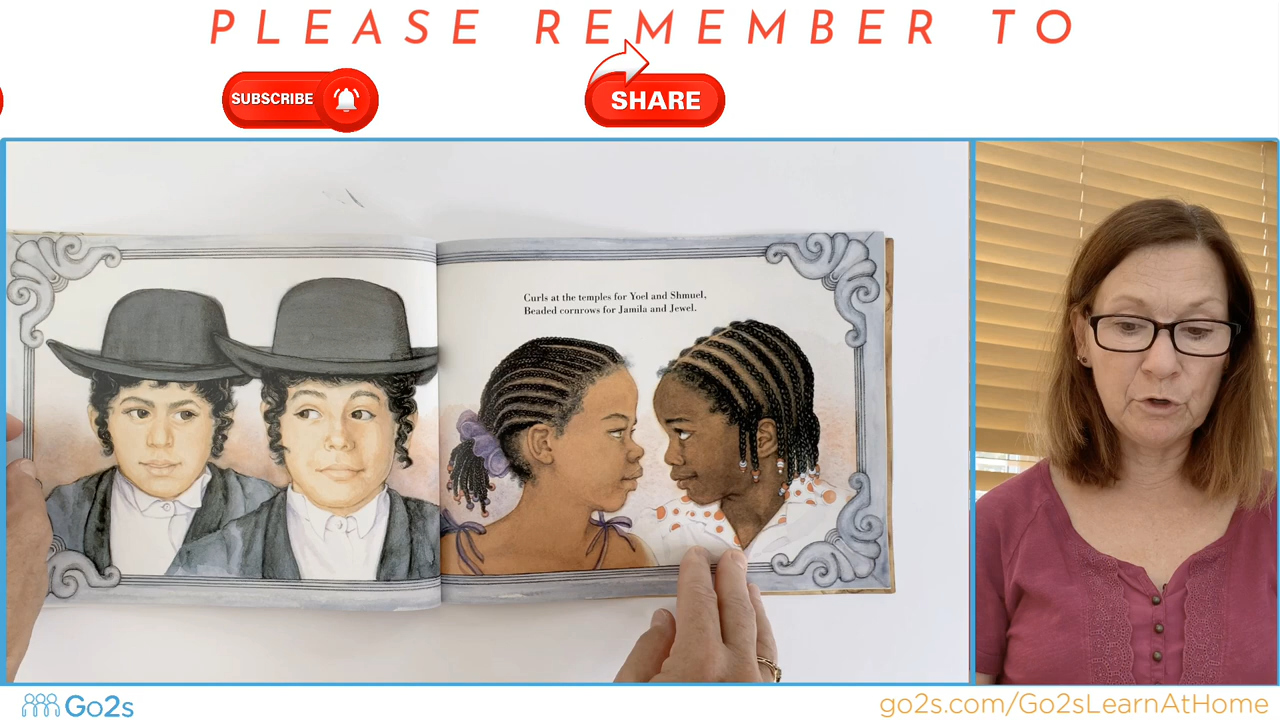 PLEASE REMEMBER TO
SUBSCRIBE
SHARE
Curls at the temples for Yoel and Shmuel,
Beaded cornrows for Jamila and Jewel.
Go2s
go2s.com/Go2sLearnAtHome